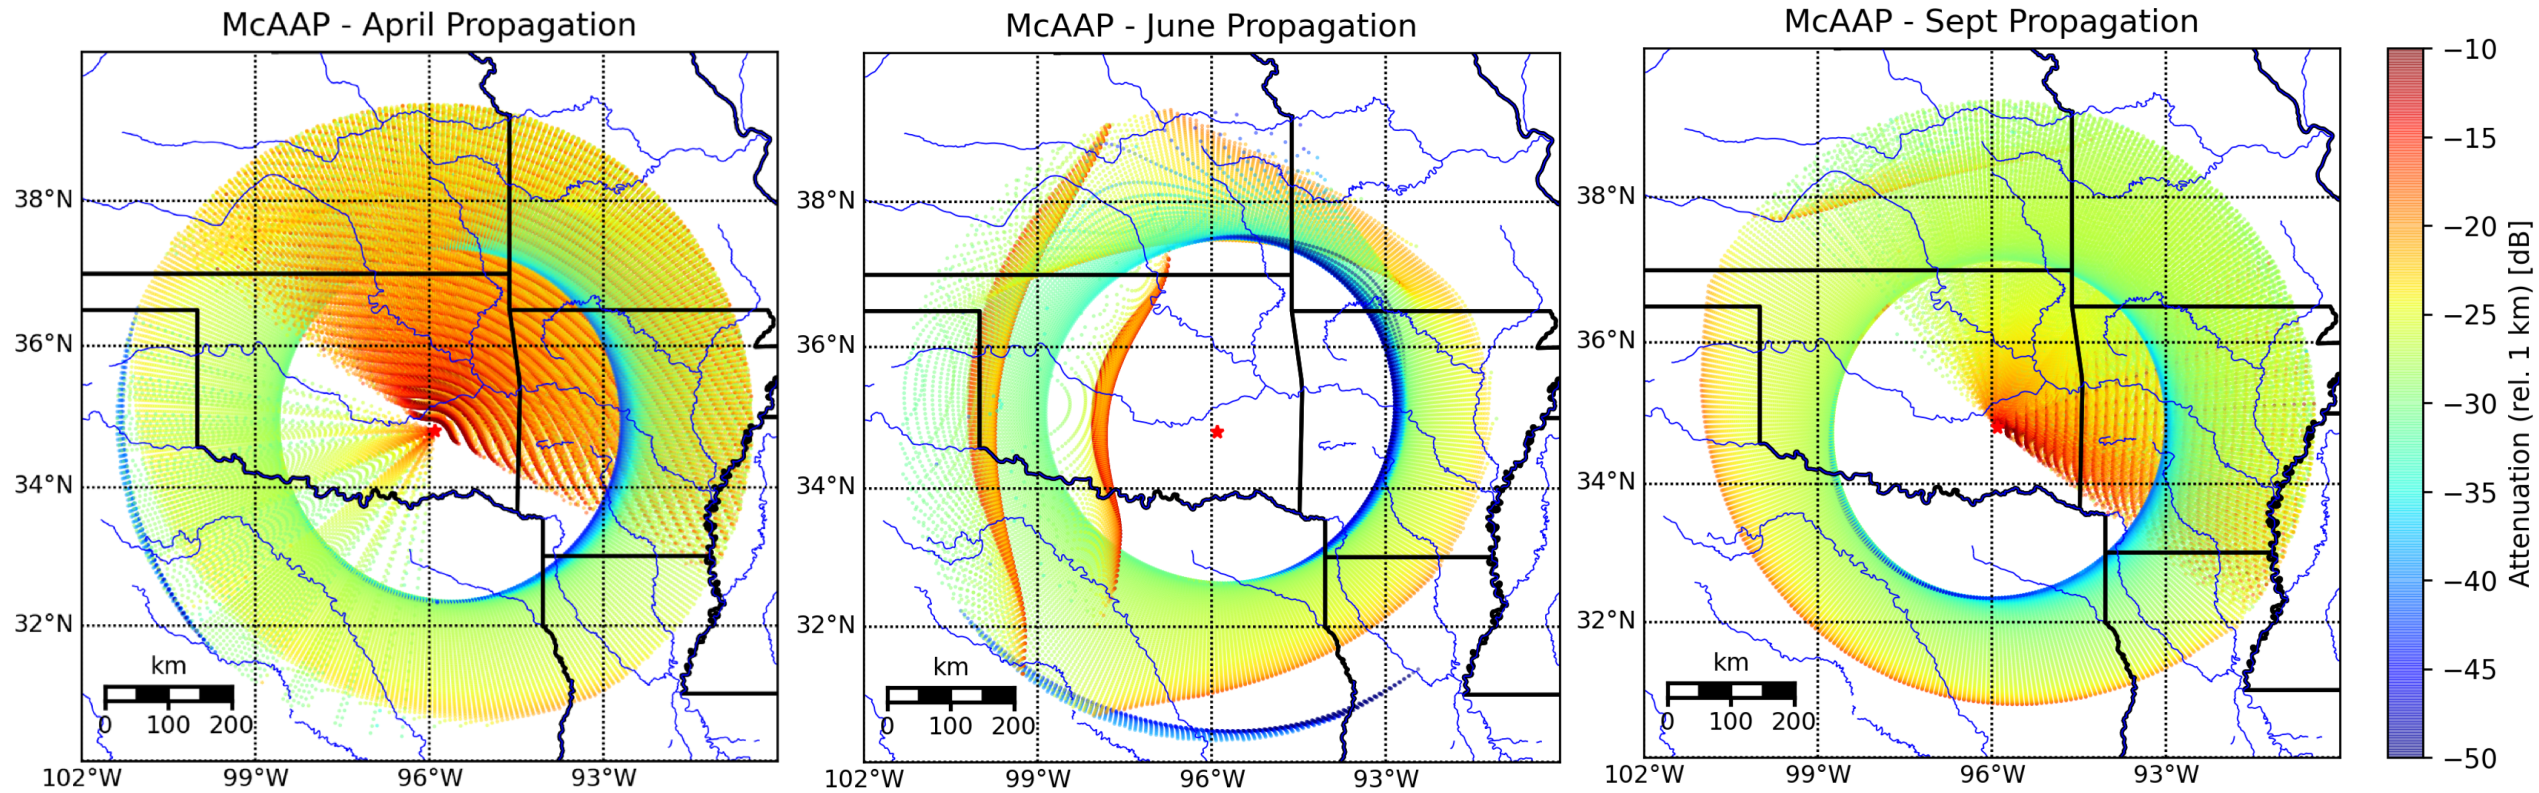 McAAP - April Propagation
38°N
36°N
34°N
32°N
km
0 100 200
102°W 99°W 96°W 93°W
McAAP - June Propagation
38°N
36°N
34°N
32°N
km
0 100 200
102°W 99°W 96°W 93°W
McAAP - Sept Propagation
38°N
36°N
34°N
32°N
km
0 100 200
102°W 99°W 96°W 93°W
−10
−15
−20
−25
−30
−35
−40
−45
−50
Attenuation (rel. 1 km) [dB]